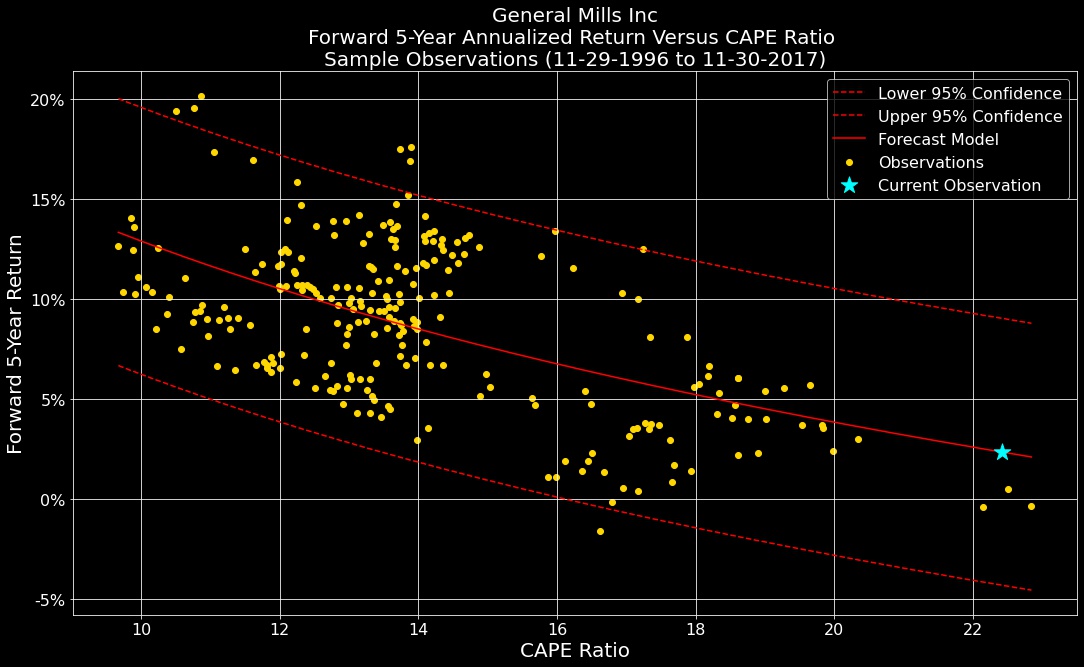 General Mills Inc
Forward 5-Year Annualized Return Versus CAPE Ratio
Sample Observations (11-29-1996 to 11-30-2017)
Lower 95% Confidence
Upper 95% Confidence
Forecast Model
Observations
Current Observation
Forward 5-Year Return
20%
15%
10%
5%
0%
-5%
10 12 14 16 18 20 22
CAPE Ratio